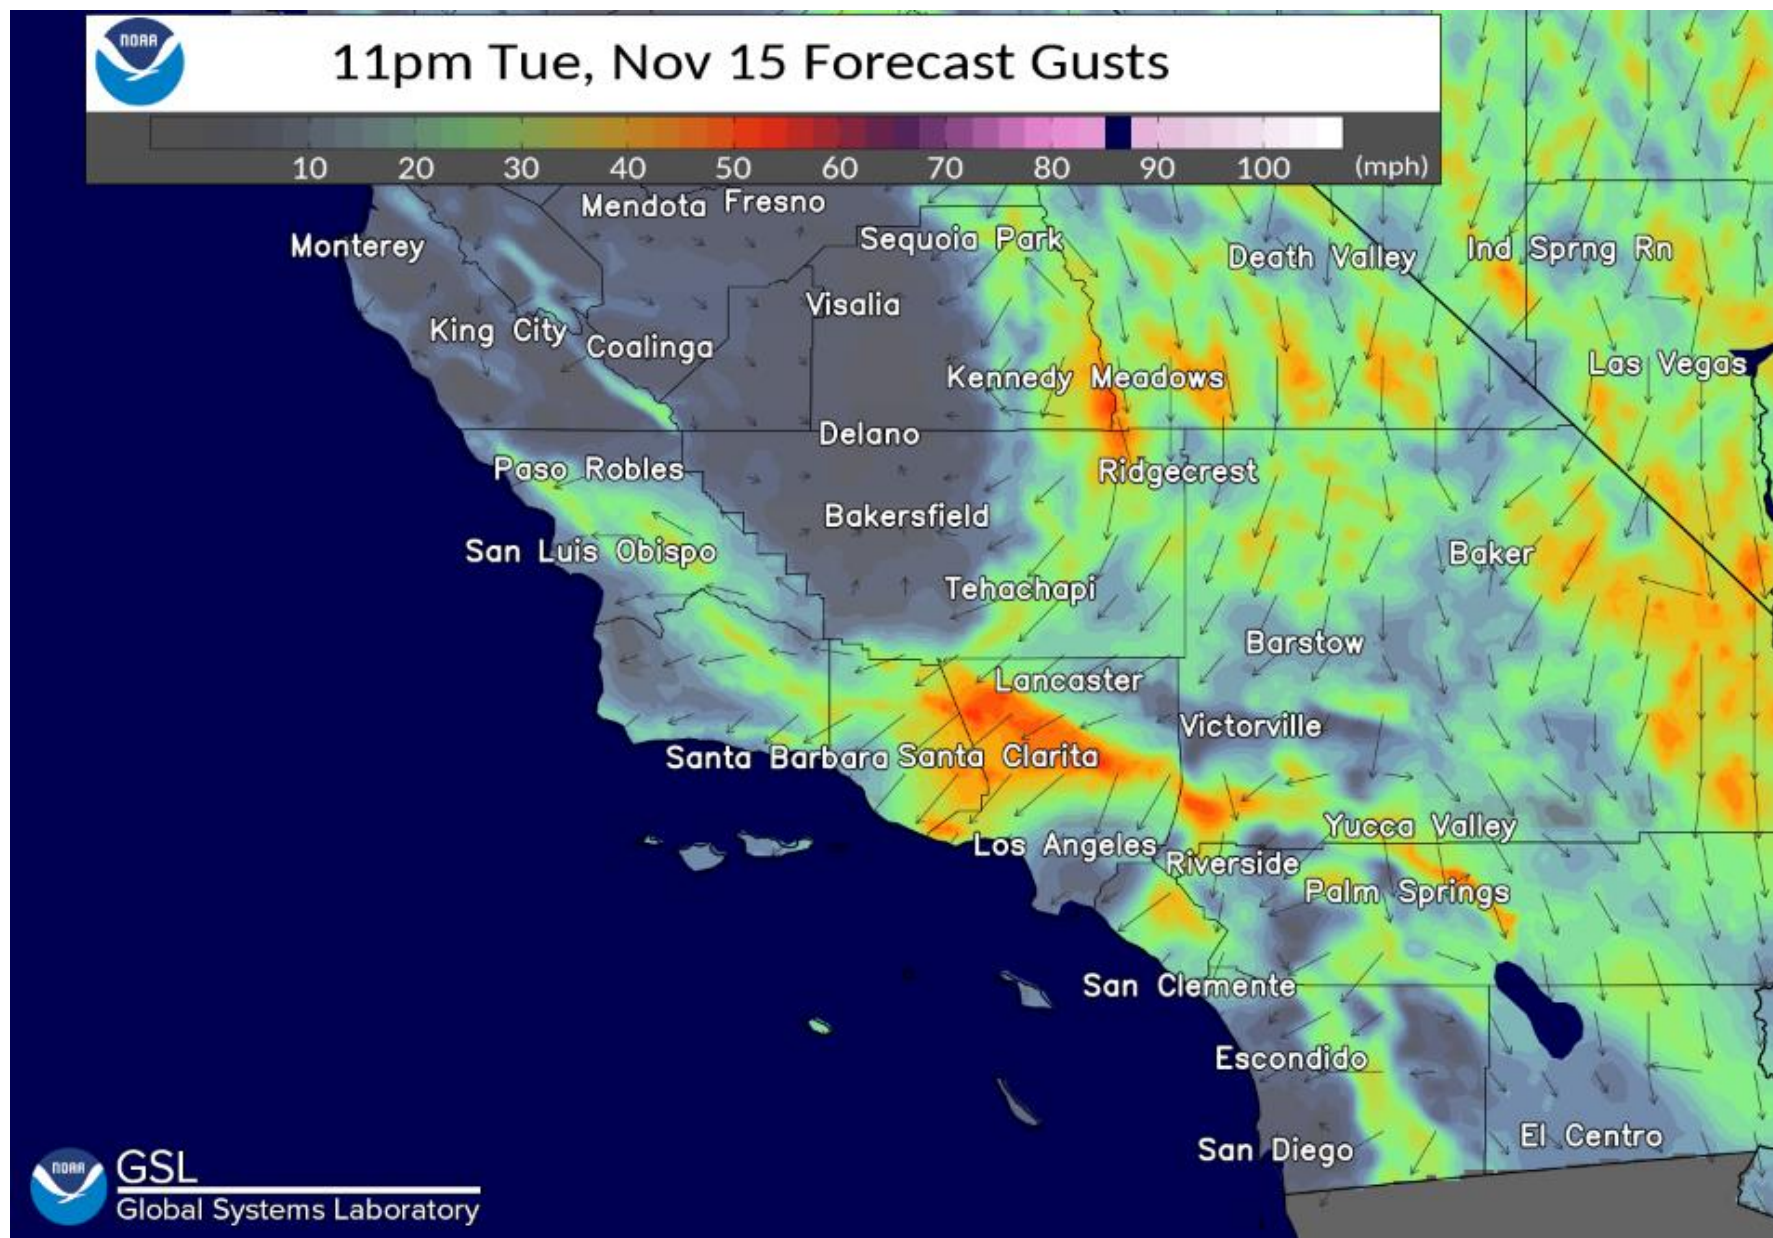 NOAA
11pm Tue, Nov 15 Forecast Gusts
10 20 30 40 50 60 70 80 90 100 (mph)
Mendota Fresno
Monterey
Sequoia Park
Death Valley
Ind Sprng Rn
Visalia
King City
Coalinga
Las Vegas
Kennedy Meadows
Delano
Paso Robles
Ridgecrest
Bakersfield
San Luis Obispo
Baker
Tehachapi
Barstow
Lancaster
Victorville
Santa Barbara
Santa Clarita
Yucca Valley
Los Angeles
Riverside
Palm Springs
San Clemente
Escondido
El Centro
San Diego
NOAA
GSL
Global Systems Laboratory